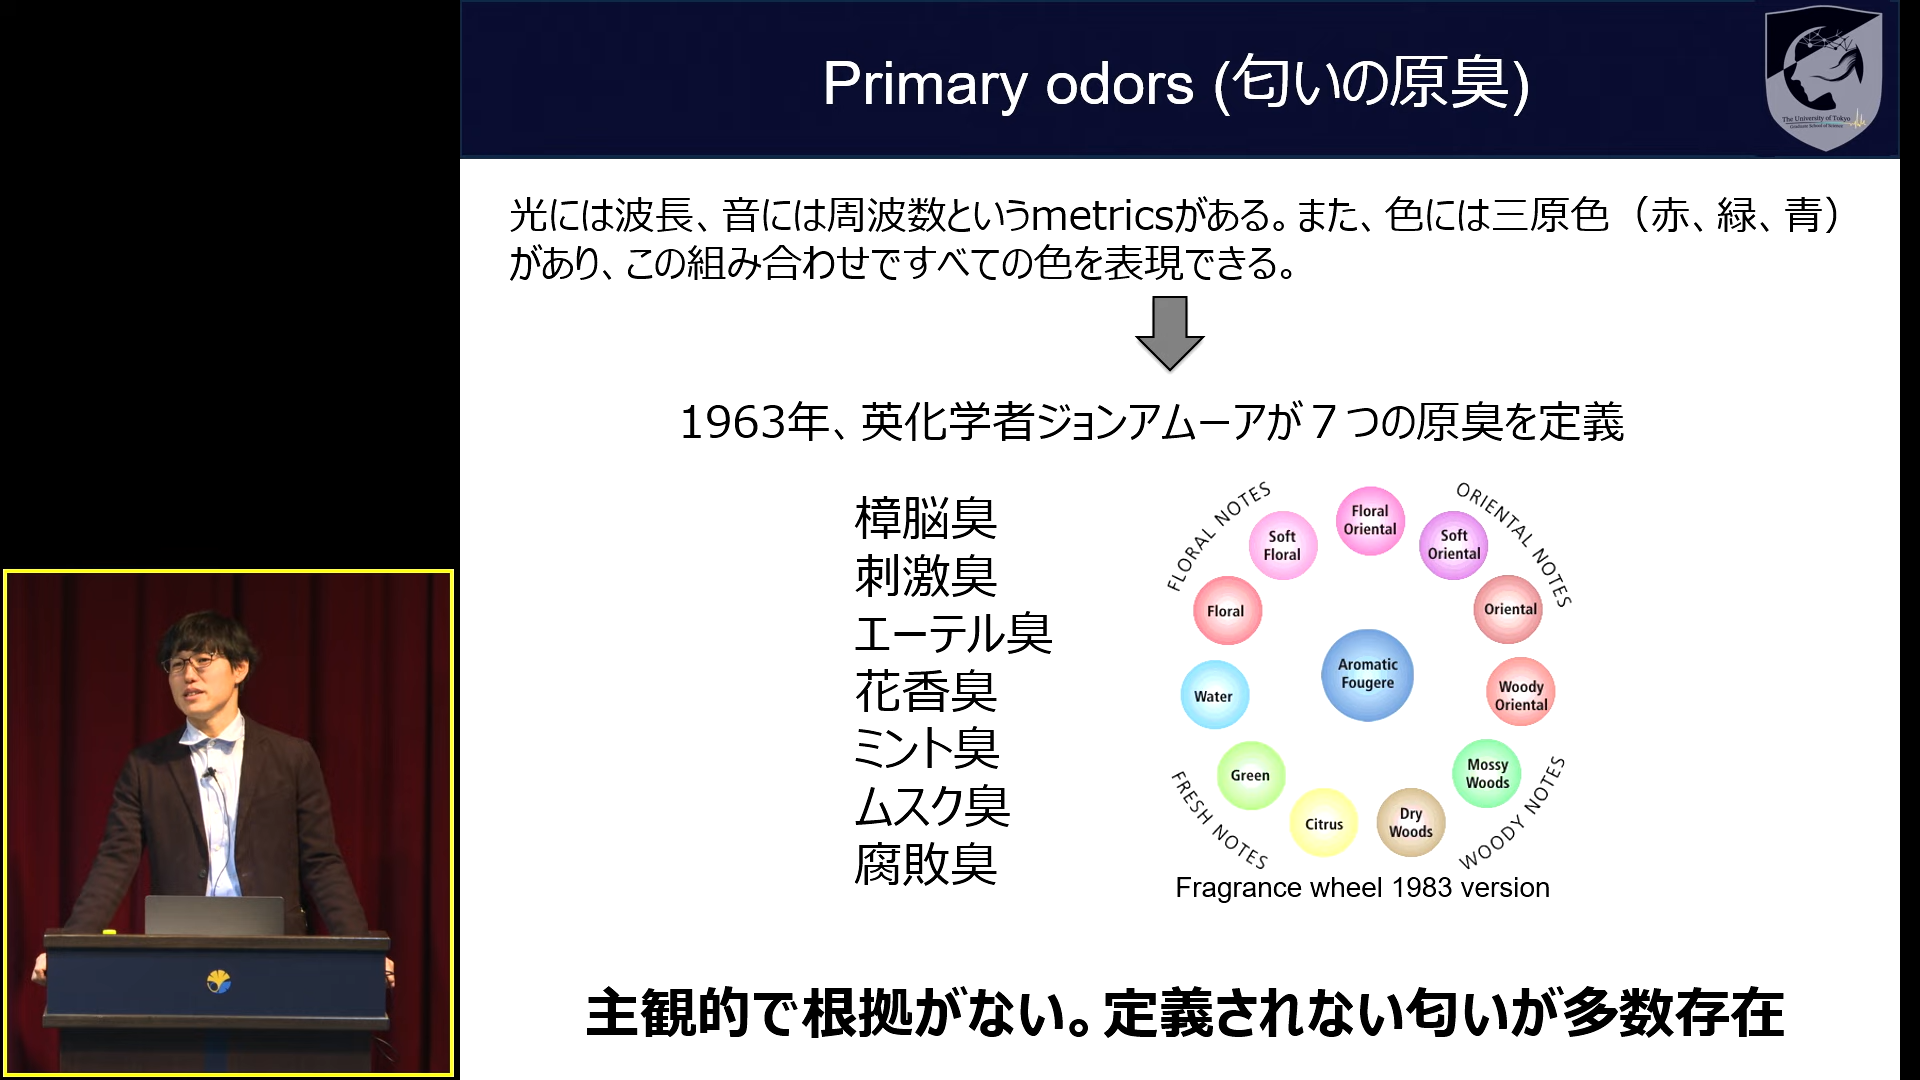 Primary odors (匂いの原臭)
The University of Tokyo
Graduate School of Science
光には波長、音には周波数というmetricsがある。また、色には三原色（赤、緑、青）
があり、この組み合わせですべての色を表現できる。
1963年、英化学者ジョンアムーアが７つの原臭を定義
樟脳臭
刺激臭
エーテル臭
花香臭
ミント臭
ムスク臭
腐敗臭
FLORAL NOTES
ORIENTAL NOTES
Floral
Oriental
Soft
Floral
Soft
Oriental
Floral
Oriental
Aromatic
Fougere
Water
Woody
Oriental
Green
Mossy
Woods
Citrus
Dry
Woods
FRESH NOTES
WOODY NOTES
Fragrance wheel 1983 version
主観的で根拠がない。定義されない匂いが多数存在